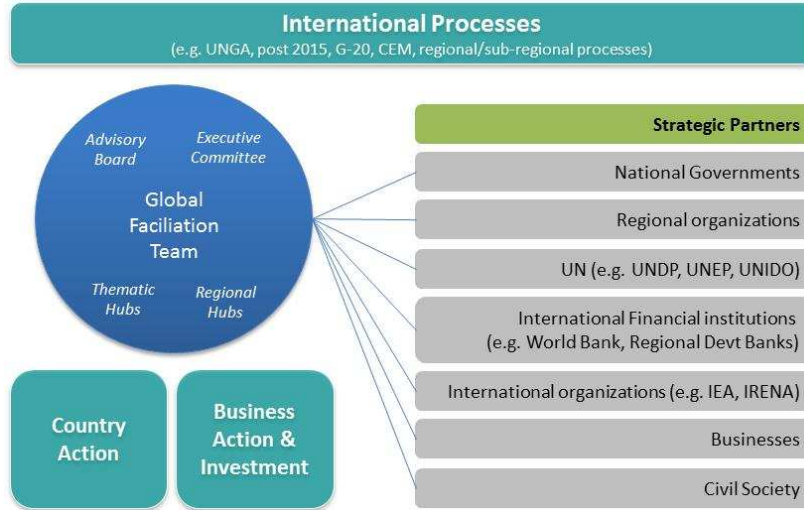 International Processes
(e.g. UNGA, post 2015, G-20, CEM, regional/sub-regional processes)
Advisory
Board
Executive
Committee
Global
Faciliation
Team
Thematic
Hubs
Regional
Hubs
Country
Action
Business
Action &
Investment
Strategic Partners
National Governments
Regional organizations
UN (e.g. UNDP, UNEP, UNIDO)
International Financial institutions
(e.g. World Bank, Regional Devt Banks)
International organizations (e.g. IEA, IRENA)
Businesses
Civil Society